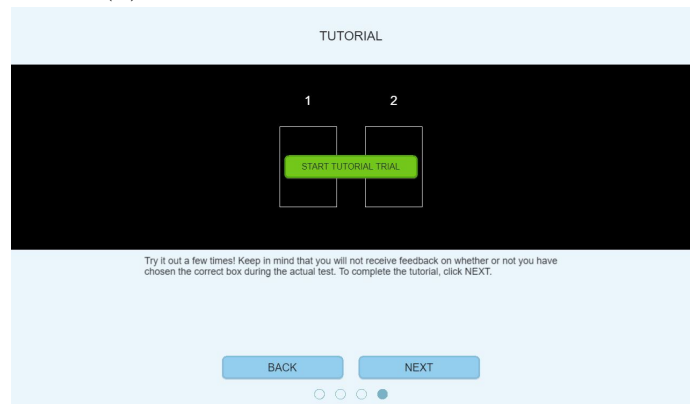 TUTORIAL
1 2
START TUTORIAL TRIAL
Try it out a few times! Keep in mind that you will not receive feedback on whether or not you have
chosen the correct box during the actual test. To complete the tutorial, click NEXT.
BACK NEXT